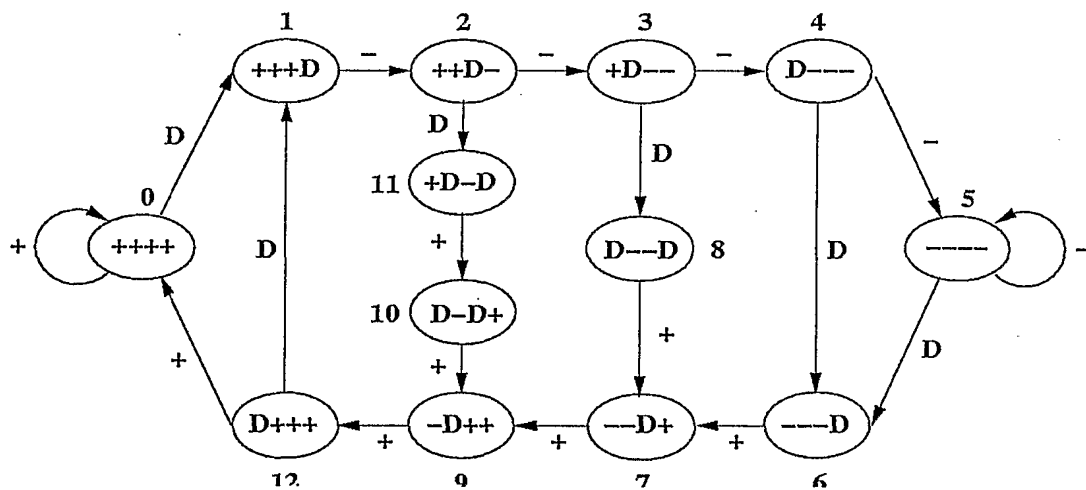 1 2 3 4
+++D - ++D- - +D-- - D---
D D D D -
11 +D-D
0 5
+ ++++ D + D--D 8 D ---- -
10 D-D+
+ + + D
D+++ + -D++ + --D+ + ---D
12 9 7 6